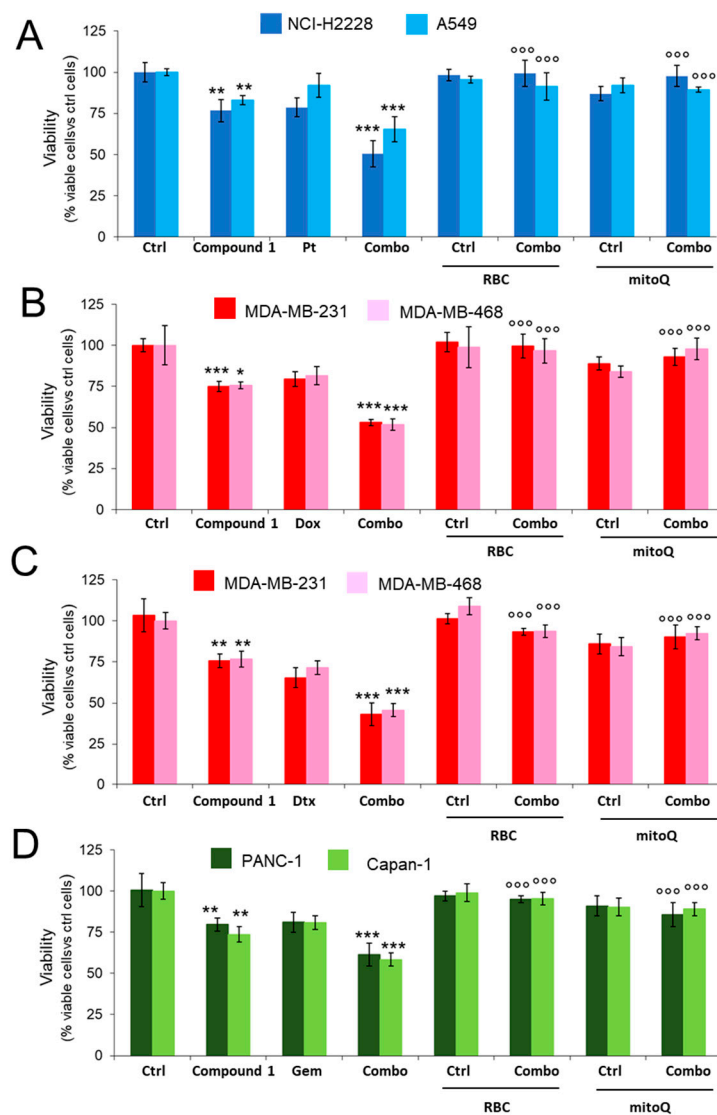 A
NCI-H2228 A549
Viability
(% viable cellsvs ctrl cells)
125
100
75
50
25
0
** ** *** *** °°° °°° °°° °°°
Ctrl Compound 1 Pt Combo Ctrl Combo Ctrl Combo
RBC mitoQ
B
MDA-MB-231 MDA-MB-468
Viability
(% viable cellsvs ctrl cells)
125
100
75
50
25
0
*** * *** *** °°° °°° °°° °°°
Ctrl Compound 1 Dox Combo Ctrl Combo Ctrl Combo
RBC mitoQ
C
MDA-MB-231 MDA-MB-468
Viability
(% viable cellsvs ctrl cells)
125
100
75
50
25
0
** ** *** *** °°° °°° °°° °°°
Ctrl Compound 1 Dtx Combo Ctrl Combo Ctrl Combo
RBC mitoQ
D
PANC-1 Capan-1
Viability
(% viable cellsvs ctrl cells)
125
100
75
50
25
0
** ** *** *** °°° °°° °°° °°°
Ctrl Compound 1 Gem Combo Ctrl Combo Ctrl Combo
RBC mitoQ